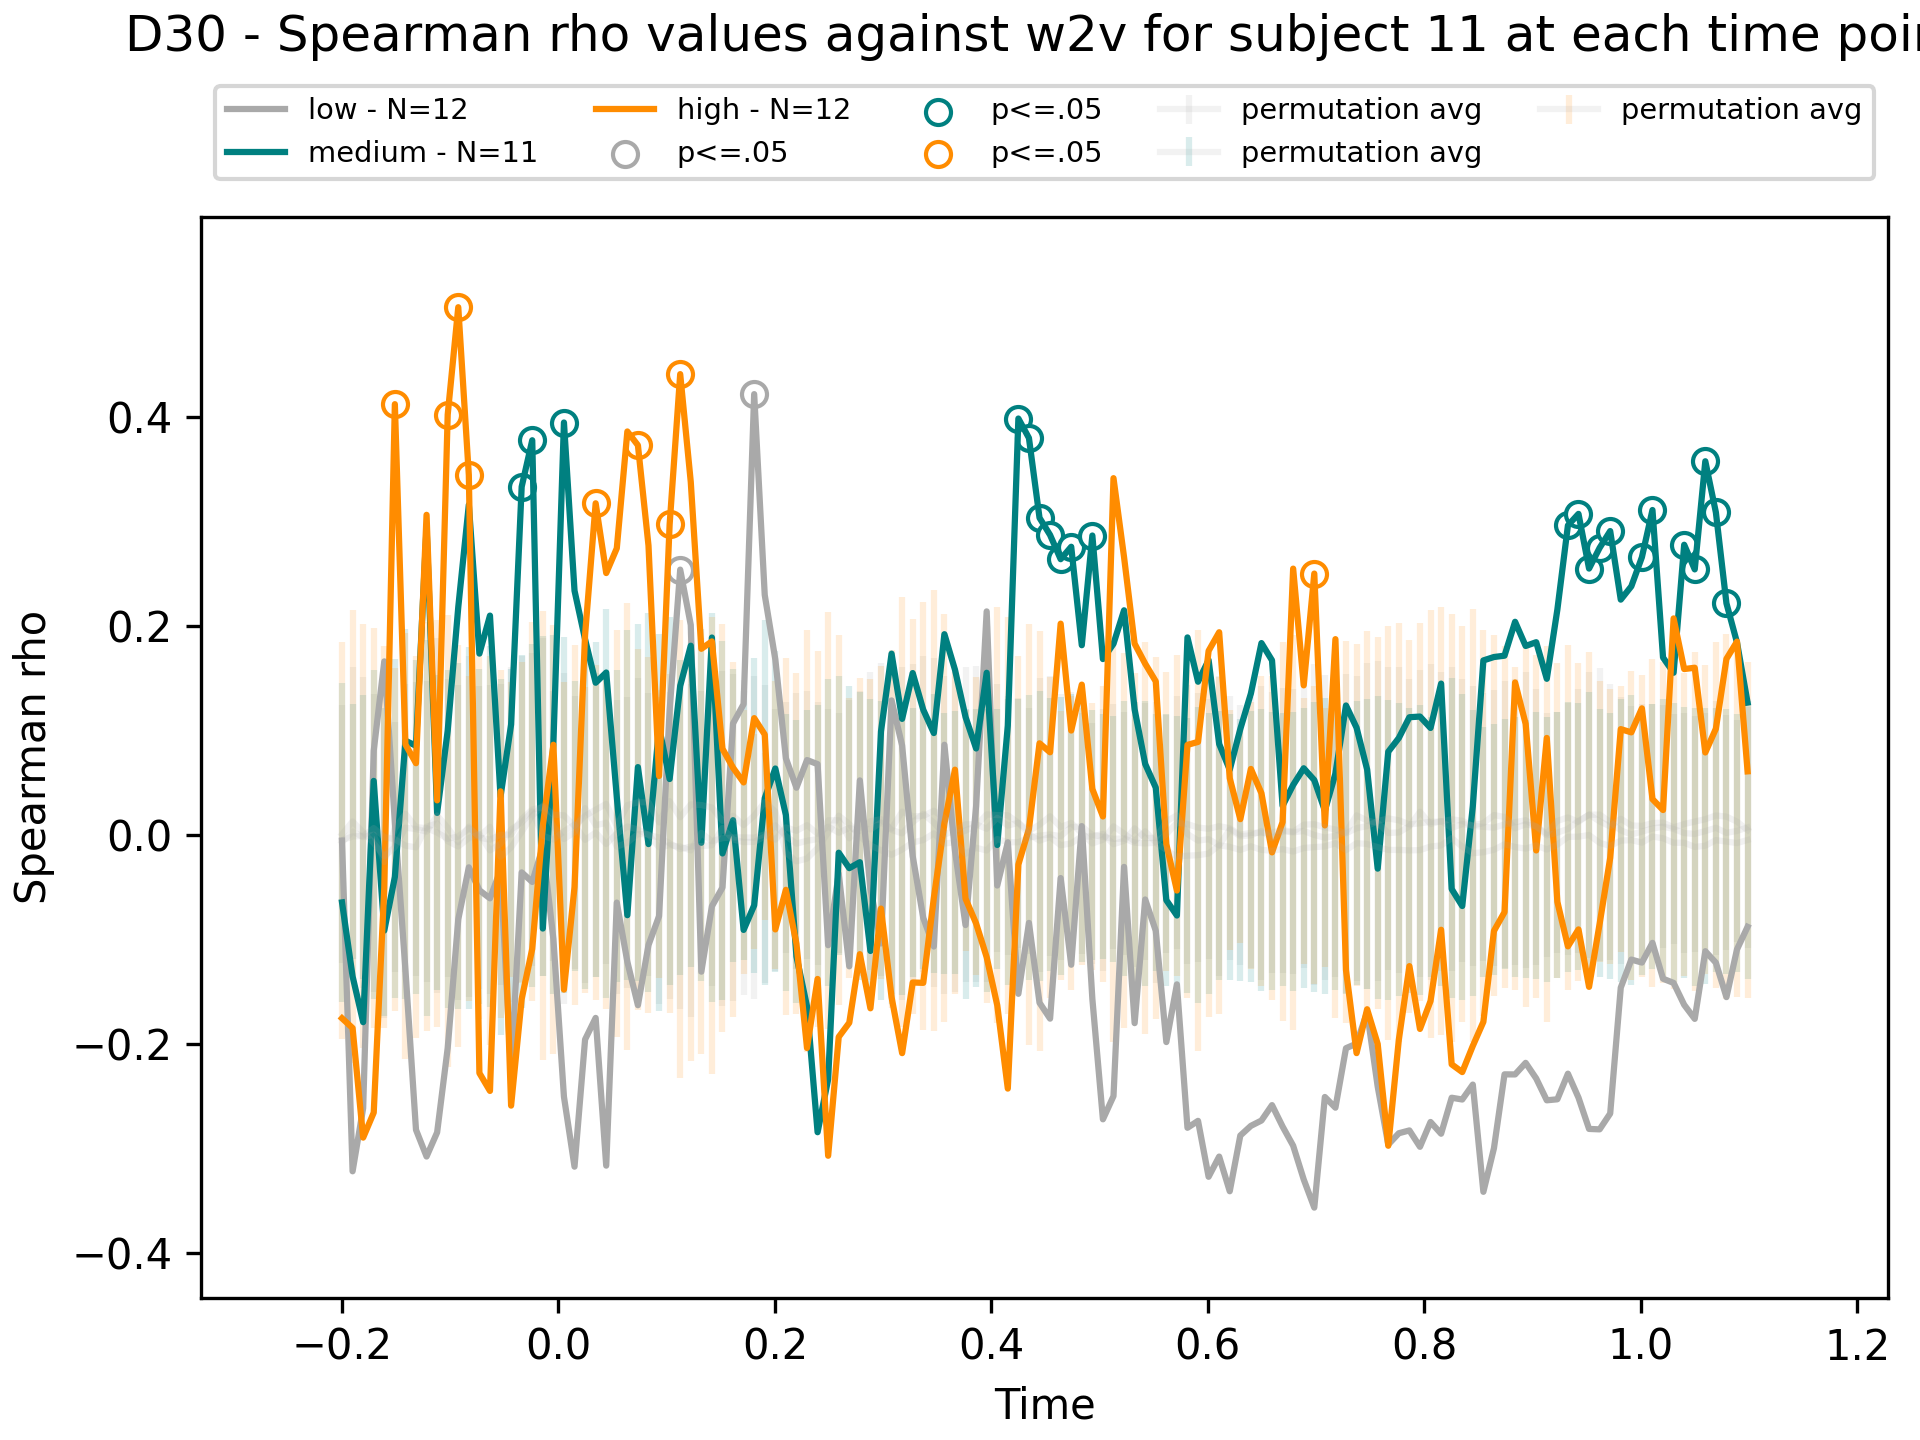 D30 - Spearman rho values against w2v for subject 11 at each time
low - N=12 high - N=12 p<=.05 permutation avg permutation avg
medium - N=11 p<=.05 p<=.05 permutation avg
0.4
0.2
0.0
−0.2
−0.4
Spearman rho
−0.2 0.0 0.2 0.4 0.6 0.8 1.0 1.2
Time